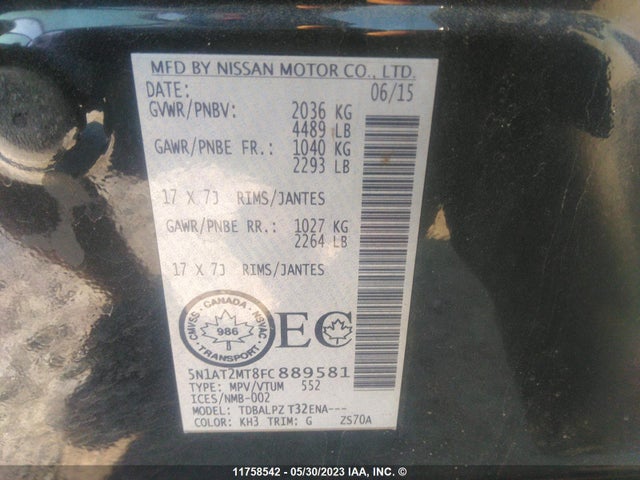 MFD BY NISSAN MOTOR CO., LTD.
DATE: 06/15
GVWR/PNBV: 2036 KG
4489 LB
GAWR/PNBE FR.: 1040 KG
2293 LB
17 X 7J RIMS/JANTES
GAWR/PNBE RR.: 1027 KG
2264 LB
17 X 7J RIMS/JANTES
CMVSS - CANADA - NSVAC
986
TRANSPORT
EC
5N1AT2MT8FC889581
TYPE: MPV/VTUM 552
ICES/NMB-002
MODEL: TDBALPZ T32ENA---
COLOR: KH3 TRIM: G ZS70A
11758542 - 05/30/2023 IAA, INC. ©